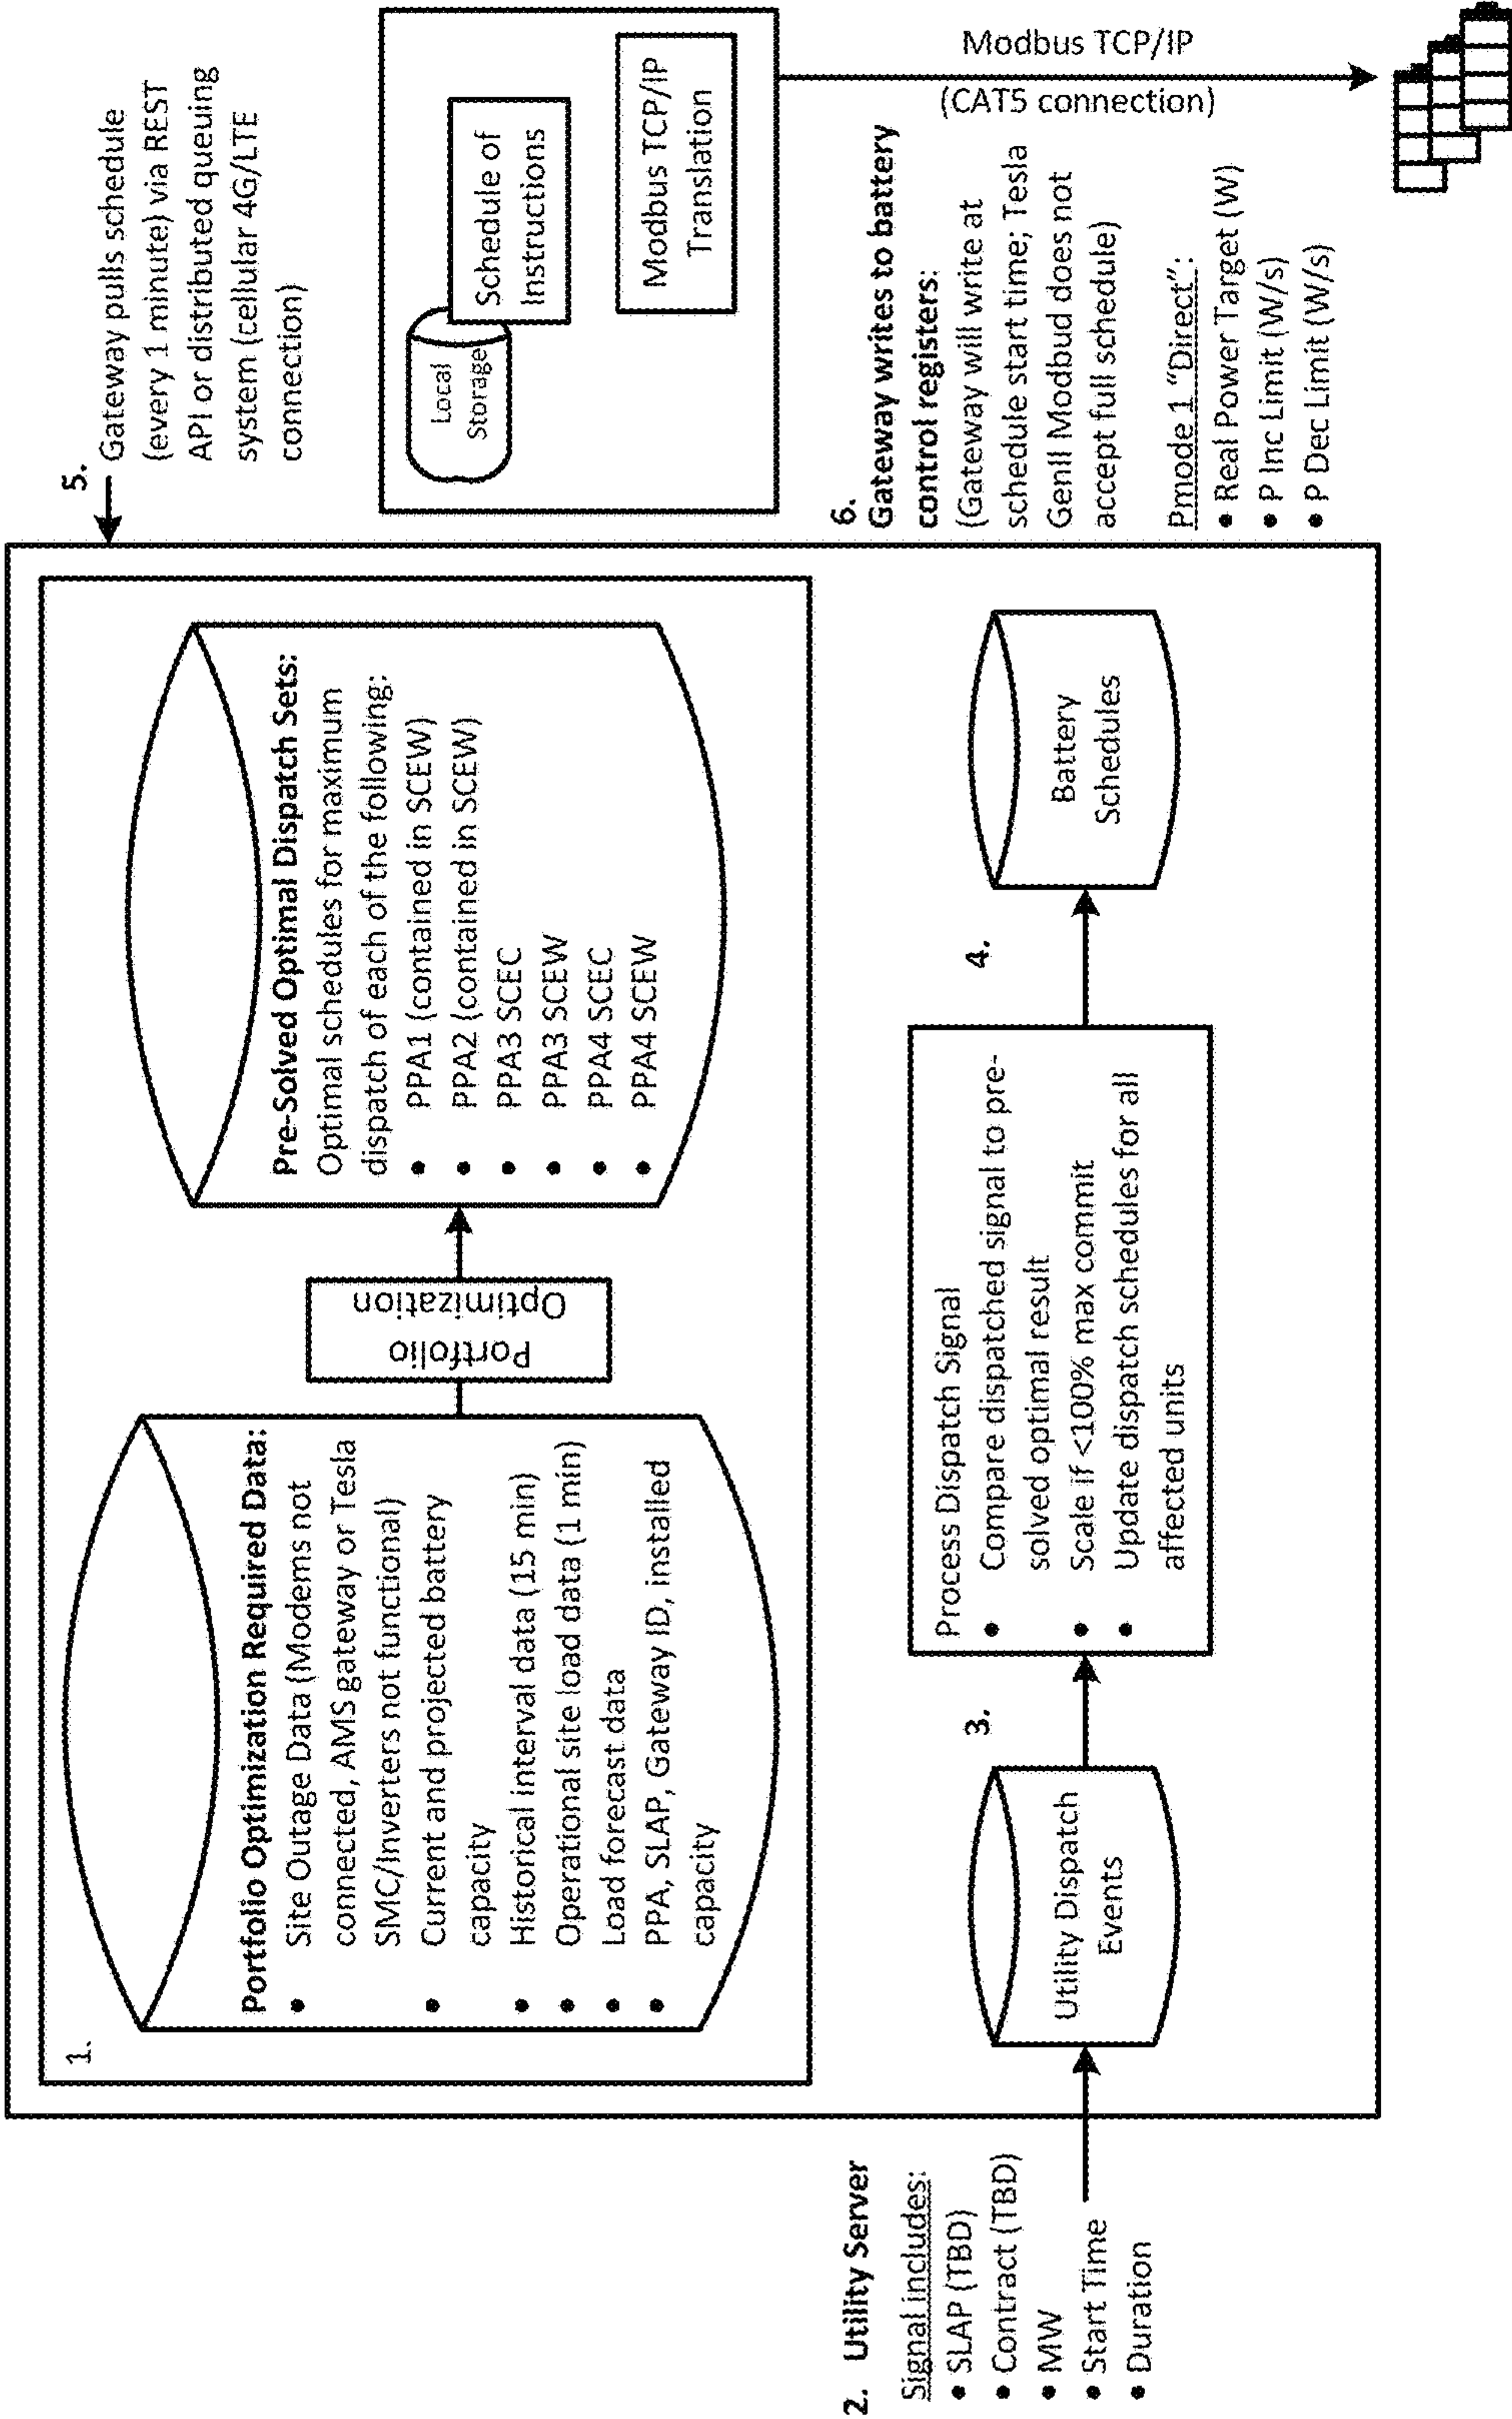 1.
Portfolio Optimization Required Data:
• Site Outage Data (Modems not
connected, AMS gateway or Tesla
SMC/Inverters not functional)
• Current and projected battery
capacity
• Historical interval data (15 min)
• Operational site load data (1 min)
• Load forecast data
• PPA, SLAP, Gateway ID, installed
capacity
Portfolio
Optimization
Pre-Solved Optimal Dispatch Sets:
Optimal schedules for maximum
dispatch of each of the following:
• PPA1 (contained in SCEW)
• PPA2 (contained in SCEW)
• PPA3 SCEC
• PPA3 SCEW
• PPA4 SCEC
• PPA4 SCEW
2. Utility Server
Signal includes:
• SLAP (TBD)
• Contract (TBD)
• MW
• Start Time
• Duration
Utility Dispatch
Events
3.
Process Dispatch Signal
• Compare dispatched signal to pre-
solved optimal result
• Scale if <100% max commit
• Update dispatch schedules for all
affected units
4.
Battery
Schedules
5.
Gateway pulls schedule
(every 1 minute) via REST
API or distributed queuing
system (cellular 4G/LTE
connection)
Local
Storage
Schedule of
Instructions
Modbus TCP/IP
Translation
6.
Gateway writes to battery
control registers:
(Gateway will write at
schedule start time; Tesla
GenII Modbud does not
accept full schedule)
Pmode 1 "Direct":
• Real Power Target (W)
• P Inc Limit (W/s)
• P Dec Limit (W/s)
Modbus TCP/IP
(CAT5 connection)